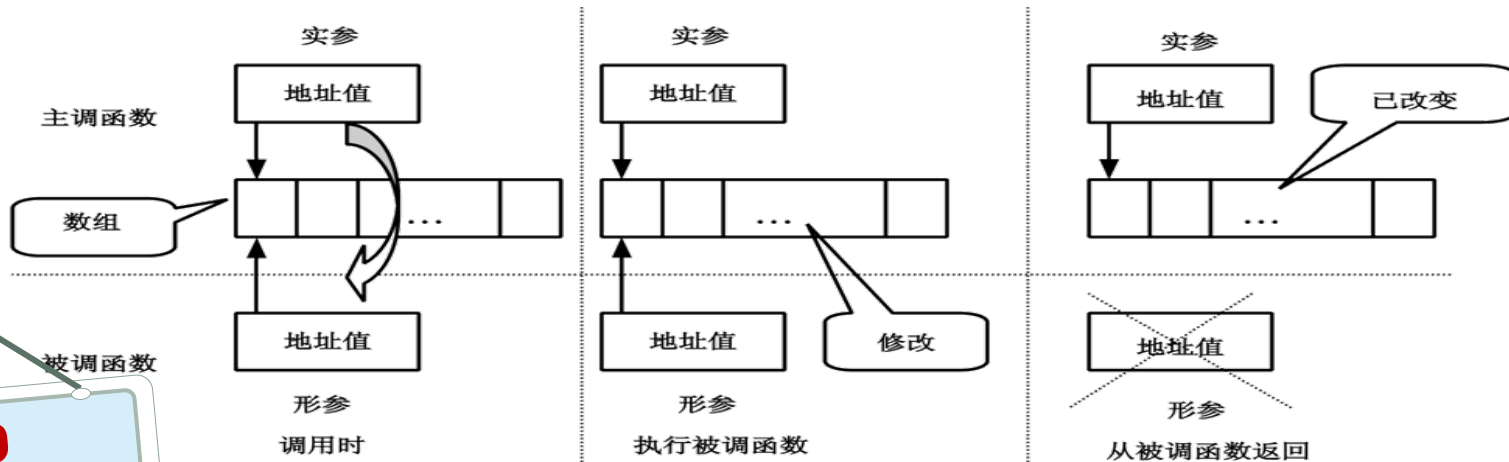 实参
实参
实参
地址值
地址值
地址值
已改变
主调函数
数组
...
...
...
地址值
地址值
修改
地址值
被调函数
形参
形参
形参
调用时
执行被调函数
从被调函数返回